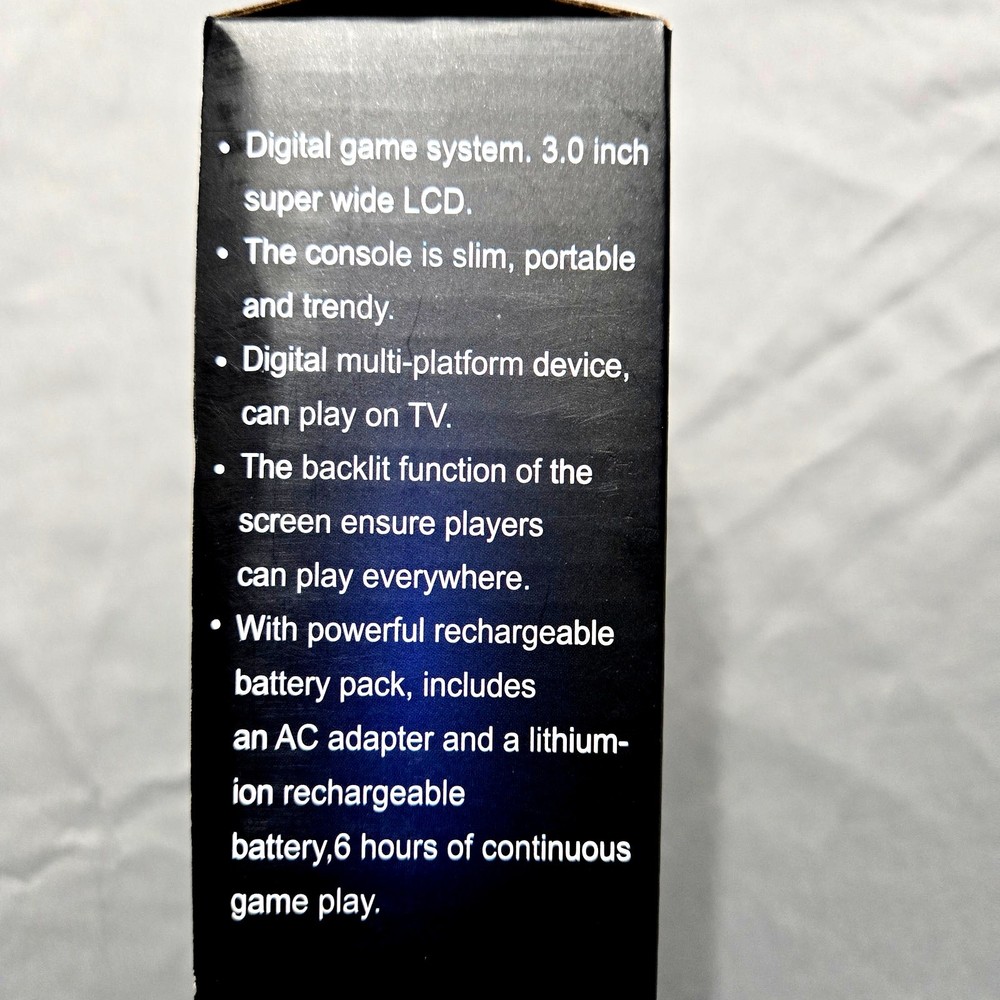 • Digital game system. 3.0 inch
super wide LCD.
• The console is slim, portable
and trendy.
• Digital multi-platform device,
can play on TV.
• The backlit function of the
screen ensure players
can play everywhere.
• With powerful rechargeable
battery pack, includes
an AC adapter and a lithium-
ion rechargeable
battery,6 hours of continuous
game play.